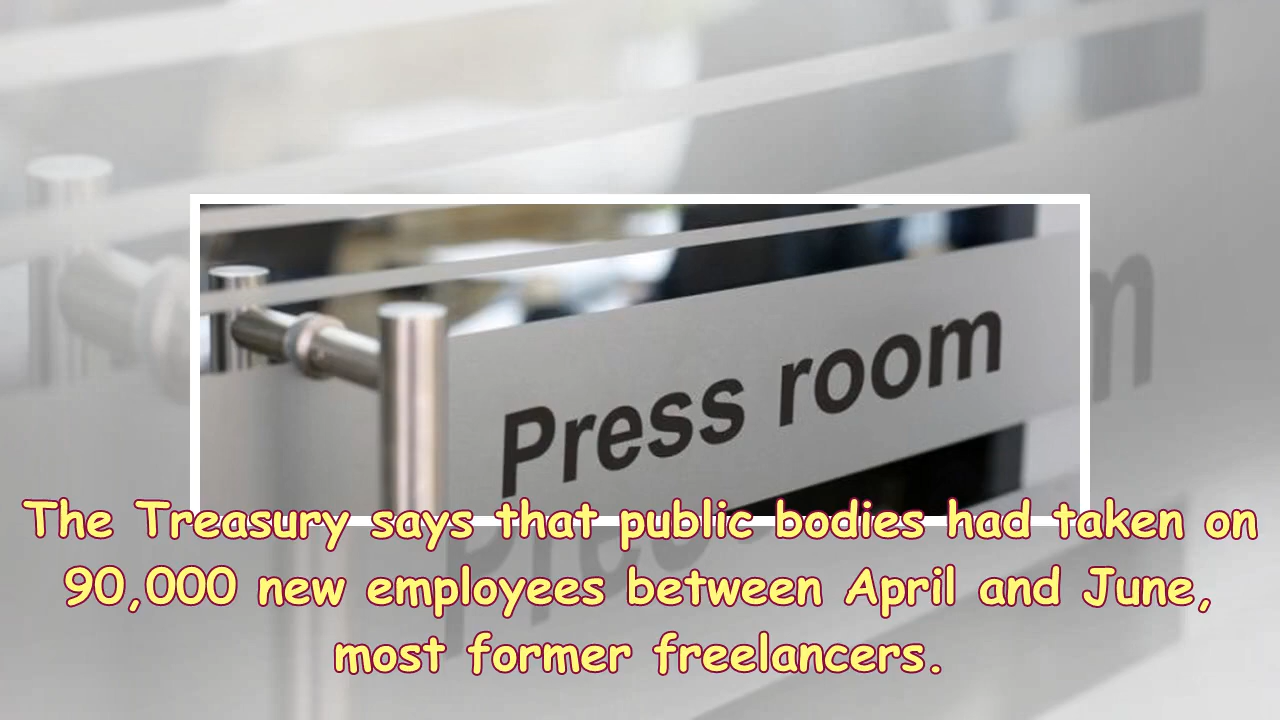 Press room
The Treasury says that public bodies had taken on
90,000 new employees between April and June,
most former freelancers.